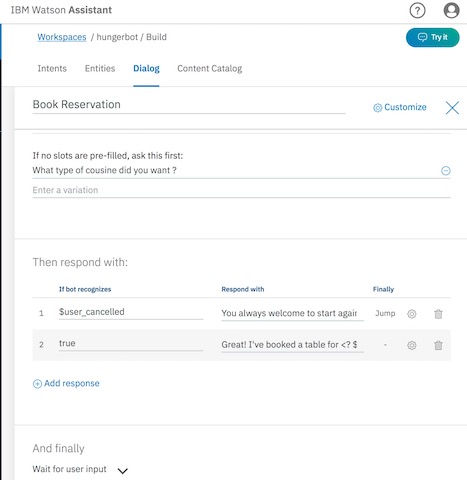 IBM Watson Assistant
?
Workspaces / hungerbot / Build
Try it
Intents Entities Dialog Content Catalog
Book Reservation
Customize
If no slots are pre-filled, ask this first:
What type of cousine did you want ?
Enter a variation
Then respond with:
If bot recognizes Respond with Finally
1 $user_cancelled You always welcome to start again Jump
2 true Great! I've booked a table for <? $ -
Add response
And finally
Wait for user input